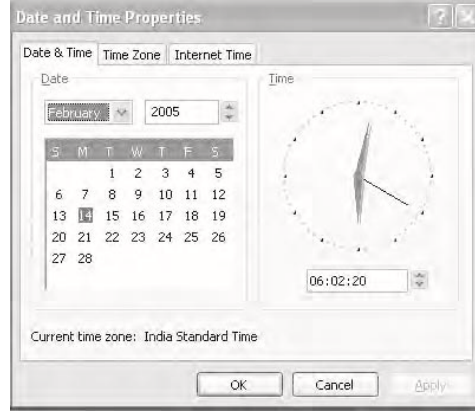 Date and Time Properties
Date & Time Time Zone Internet Time
Date
Time
February 2005
S M T W T F S
1 2 3 4 5
6 7 8 9 10 11 12
13 14 15 16 17 18 19
20 21 22 23 24 25 26
27 28
06:02:20
Current time zone: India Standard Time
OK Cancel Apply